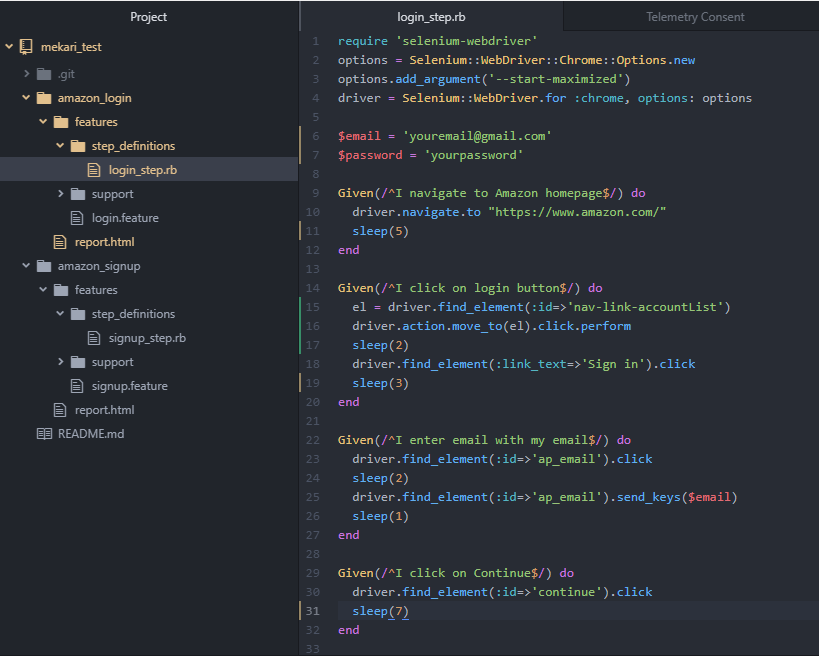 Project
mekari_test
.git
amazon_login
features
step_definitions
login_step.rb
support
login.feature
report.html
amazon_signup
features
step_definitions
signup_step.rb
support
signup.feature
report.html
README.md
login_step.rb
Telemetry Consent
1 require 'selenium-webdriver'
2 options = Selenium::WebDriver::Chrome::Options.new
3 options.add_argument('--start-maximized')
4 driver = Selenium::WebDriver.for :chrome, options: options
5
6 $email = 'youremail@gmail.com'
7 $password = 'yourpassword'
8
9 Given(/^I navigate to Amazon homepage$/) do
10   driver.navigate.to "https://www.amazon.com/"
11   sleep(5)
12 end
13
14 Given(/^I click on login button$/) do
15   el = driver.find_element(:id=>'nav-link-accountList')
16   driver.action.move_to(el).click.perform
17   sleep(2)
18   driver.find_element(:link_text=>'Sign in').click
19   sleep(3)
20 end
21
22 Given(/^I enter email with my email$/) do
23   driver.find_element(:id=>'ap_email').click
24   sleep(2)
25   driver.find_element(:id=>'ap_email').send_keys($email)
26   sleep(1)
27 end
28
29 Given(/^I click on Continue$/) do
30   driver.find_element(:id=>'continue').click
31   sleep(7)
32 end
33